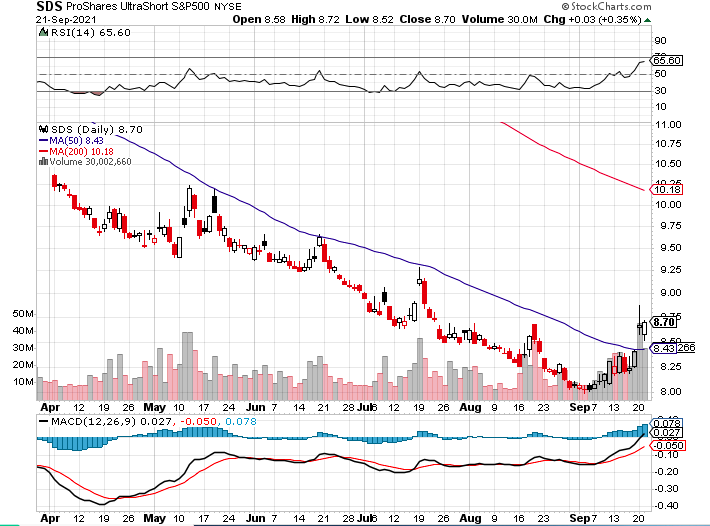 SDS ProShares UltraShort S&P500 NYSE © StockCharts.com
21-Sep-2021 Open 8.58 High 8.72 Low 8.52 Close 8.70 Volume 30.0M Chg +0.03 (+0.35%)
RSI(14) 65.60
90
70
65.60
50
30
10
SDS (Daily) 8.70
MA(50) 8.43
MA(200) 10.18
Volume 30,002,660
11.00
10.75
10.50
10.25
10.18
10.00
9.75
9.50
9.25
9.00
8.75
8.70
8.50
8.43
8.25
8.00
50M
40M
30M
20M
10M
Apr 12 19 26 May 10 17 24 Jun 7 14 21 28 Jul 6 12 19 26 Aug 9 16 23 Sep 7 13 20
MACD(12,26,9) 0.027, -0.050, 0.078
0.078
0.027
-0.050
-0.10
-0.20
-0.30
-0.40
Apr 12 19 26 May 10 17 24 Jun 7 14 21 28 Jul 6 12 19 26 Aug 9 16 23 Sep 7 13 20